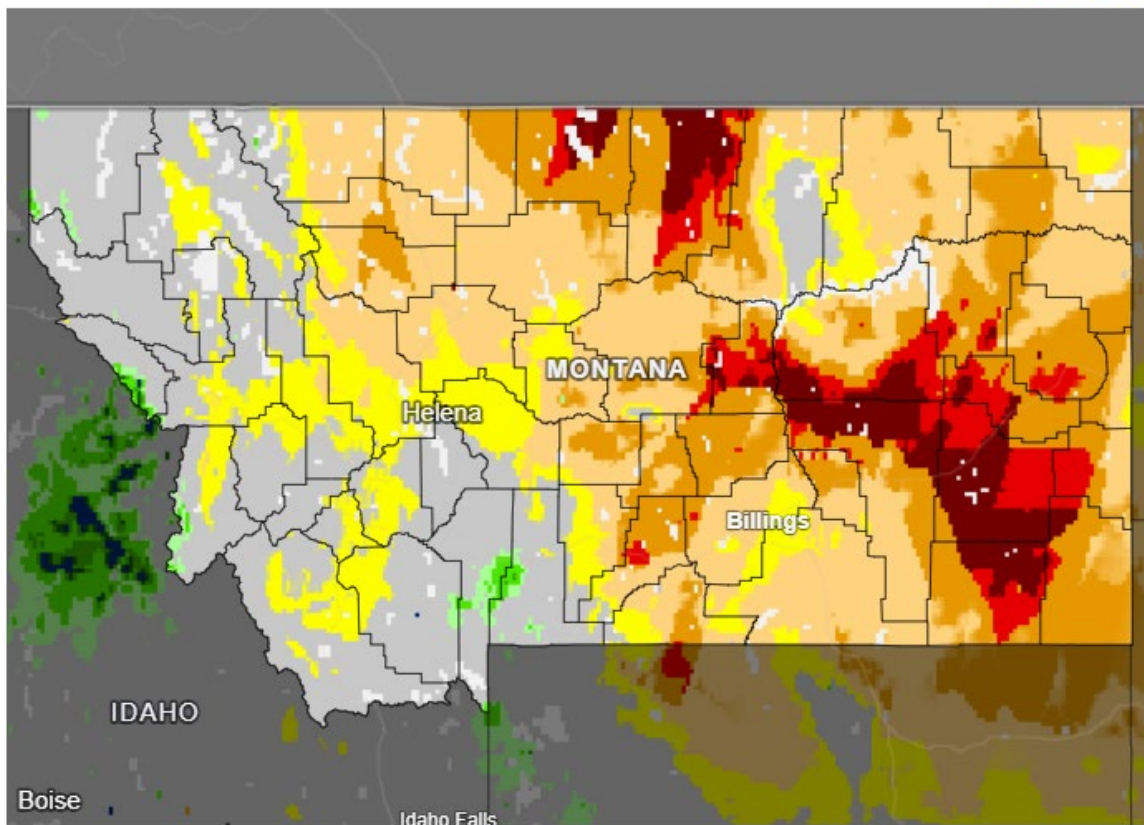 MONTANA
Helena
Billings
IDAHO
Boise
Idaho Falls